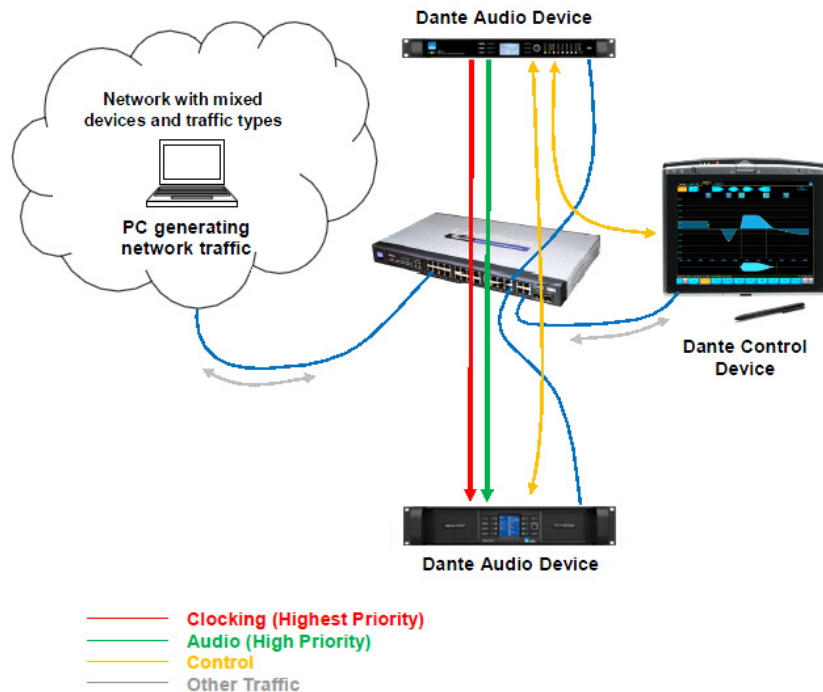 Dante Audio Device
Network with mixed
devices and traffic types
PC generating
network traffic
Dante Control
Device
Dante Audio Device
Clocking (Highest Priority)
Audio (High Priority)
Control
Other Traffic